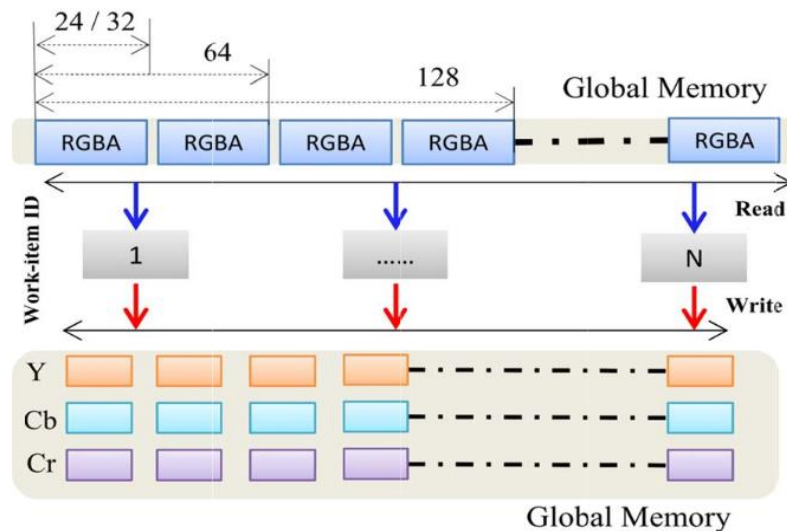 24 / 32
64
128
Global Memory
RGBA RGBA RGBA RGBA RGBA
Read
Work-item ID
1 ...... N
Write
Y
Cb
Cr
Global Memory